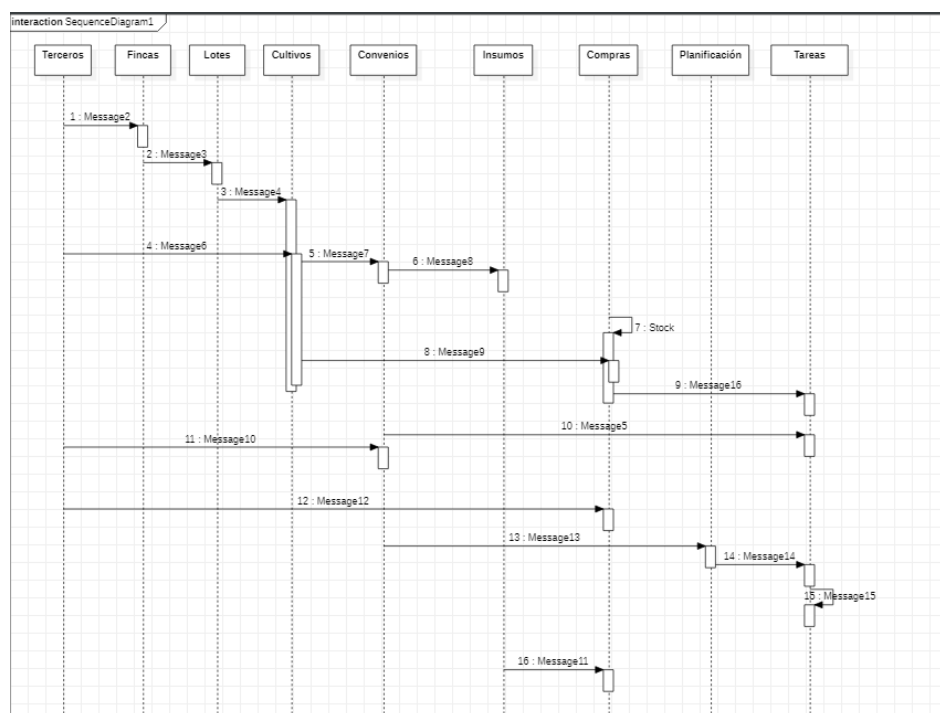 interaction SequenceDiagram1
Terceros
Fincas
Lotes
Cultivos
Convenios
Insumos
Compras
Planificación
Tareas
1 : Message2
2 : Message3
3 : Message4
4 : Message6
5 : Message7
6 : Message8
7 : Stock
8 : Message9
9 : Message16
10 : Message5
11 : Message10
12 : Message12
13 : Message13
14 : Message14
15 : Message15
16 : Message11